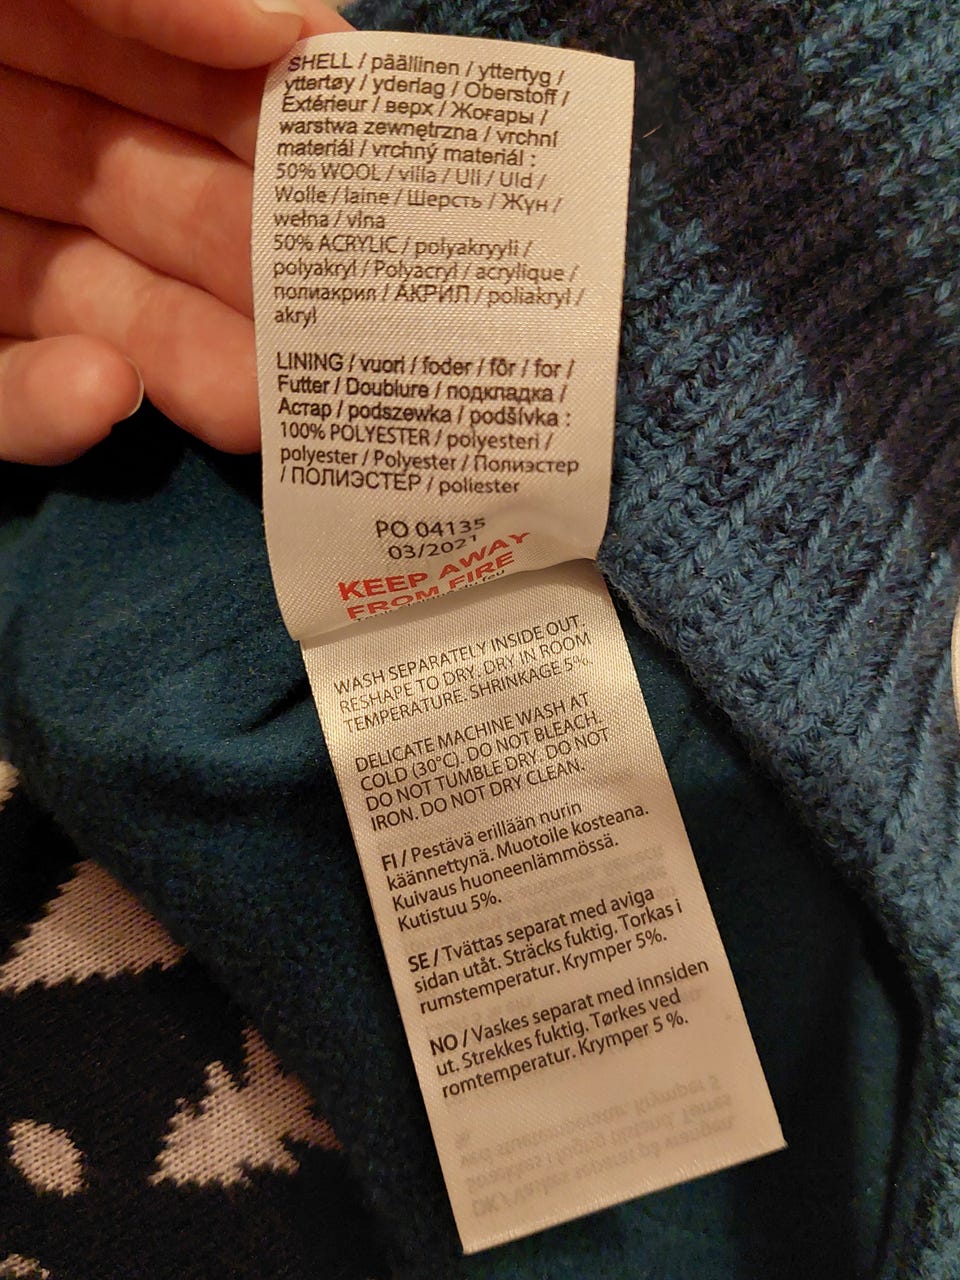 SHELL / päällinen / yttertyg /
yttertøy / yderlag / Oberstoff /
Extérieur / верх / Жоғары /
warstwa zewnętrzna / vrchní
materiál / vrchný materiál :
50% WOOL / villa / Ull / Uld /
Wolle / laine / Шерсть / Жүн /
wełna / vlna
50% ACRYLIC / polyakryyli /
polyakryl / Polyacryl / acrylique /
полиакрил / АКРИЛ / poliakryl /
akryl
LINING / vuori / foder / fôr / for /
Futter / Doublure / подкладка /
Астар / podszewka / podšívka :
100% POLYESTER / polyesteri /
polyester / Polyester / Полиэстер
/ ПОЛИЭСТЕР / poliester
PO 04135
03/2021
KEEP AWAY
FROM FIRE
WASH SEPARATELY INSIDE OUT.
RESHAPE TO DRY. DRY IN ROOM
TEMPERATURE. SHRINKAGE 5%.
DELICATE MACHINE WASH AT
COLD (30°C). DO NOT BLEACH.
DO NOT TUMBLE DRY. DO NOT
IRON. DO NOT DRY CLEAN.
FI / Pestävä erillään nurin
käännettynä. Muotoile kosteana.
Kuivaus huoneenlämmössä.
Kutistuu 5%.
SE / Tvättas separat med aviga
sidan utåt. Sträcks fuktig. Torkas i
rumstemperatur. Krymper 5%.
NO / Vaskes separat med innsiden
ut. Strekkes fuktig. Tørkes ved
romtemperatur. Krymper 5 %.